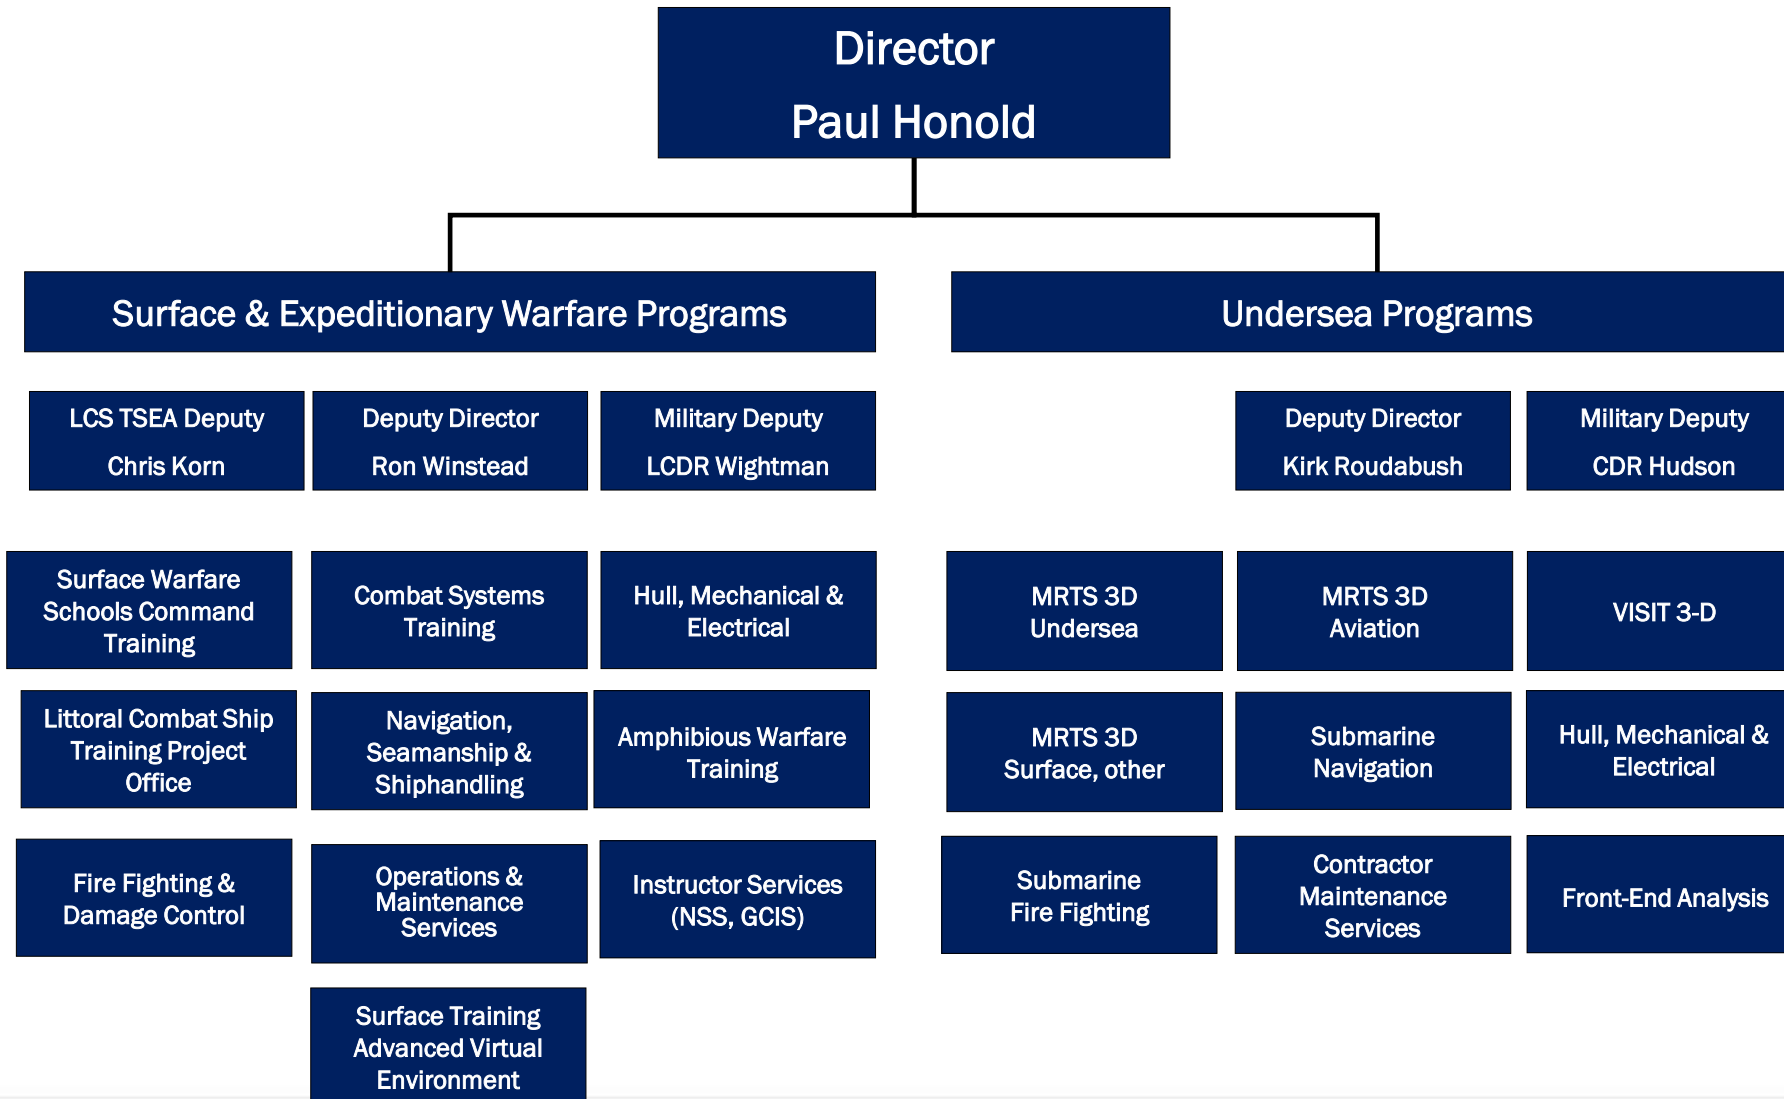 Director
Paul Honold
Surface & Expeditionary Warfare Programs
Undersea Programs
LCS TSEA Deputy
Chris Korn
Deputy Director
Ron Winstead
Military Deputy
LCDR Wightman
Deputy Director
Kirk Roudabush
Military Deputy
CDR Hudson
Surface Warfare
Schools Command
Training
Combat Systems
Training
Hull, Mechanical &
Electrical
MRTS 3D
Undersea
MRTS 3D
Aviation
VISIT 3-D
Littoral Combat Ship
Training Project
Office
Navigation,
Seamanship &
Shiphandling
Amphibious Warfare
Training
MRTS 3D
Surface, other
Submarine
Navigation
Hull, Mechanical &
Electrical
Fire Fighting &
Damage Control
Operations &
Maintenance
Services
Instructor Services
(NSS, GCIS)
Submarine
Fire Fighting
Contractor
Maintenance
Services
Front-End Analysis
Surface Training
Advanced Virtual
Environment